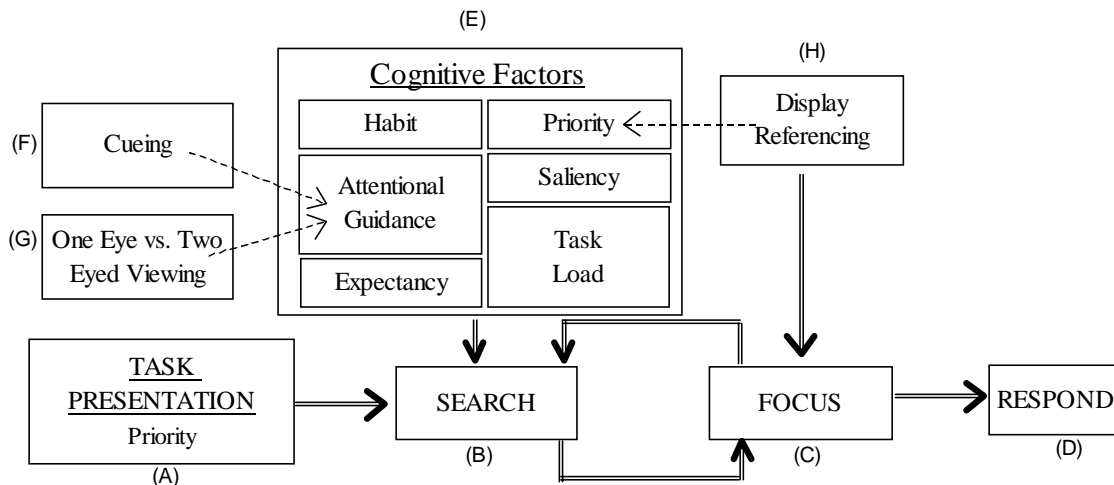 (E)
(H)
Cognitive Factors
Habit
Priority
Display
Referencing
(F)
Cueing
Attentional
Guidance
Saliency
(G)
One Eye vs. Two
Eyed Viewing
Task
Load
Expectancy
TASK
PRESENTATION
Priority
(A)
SEARCH
(B)
FOCUS
(C)
RESPOND
(D)